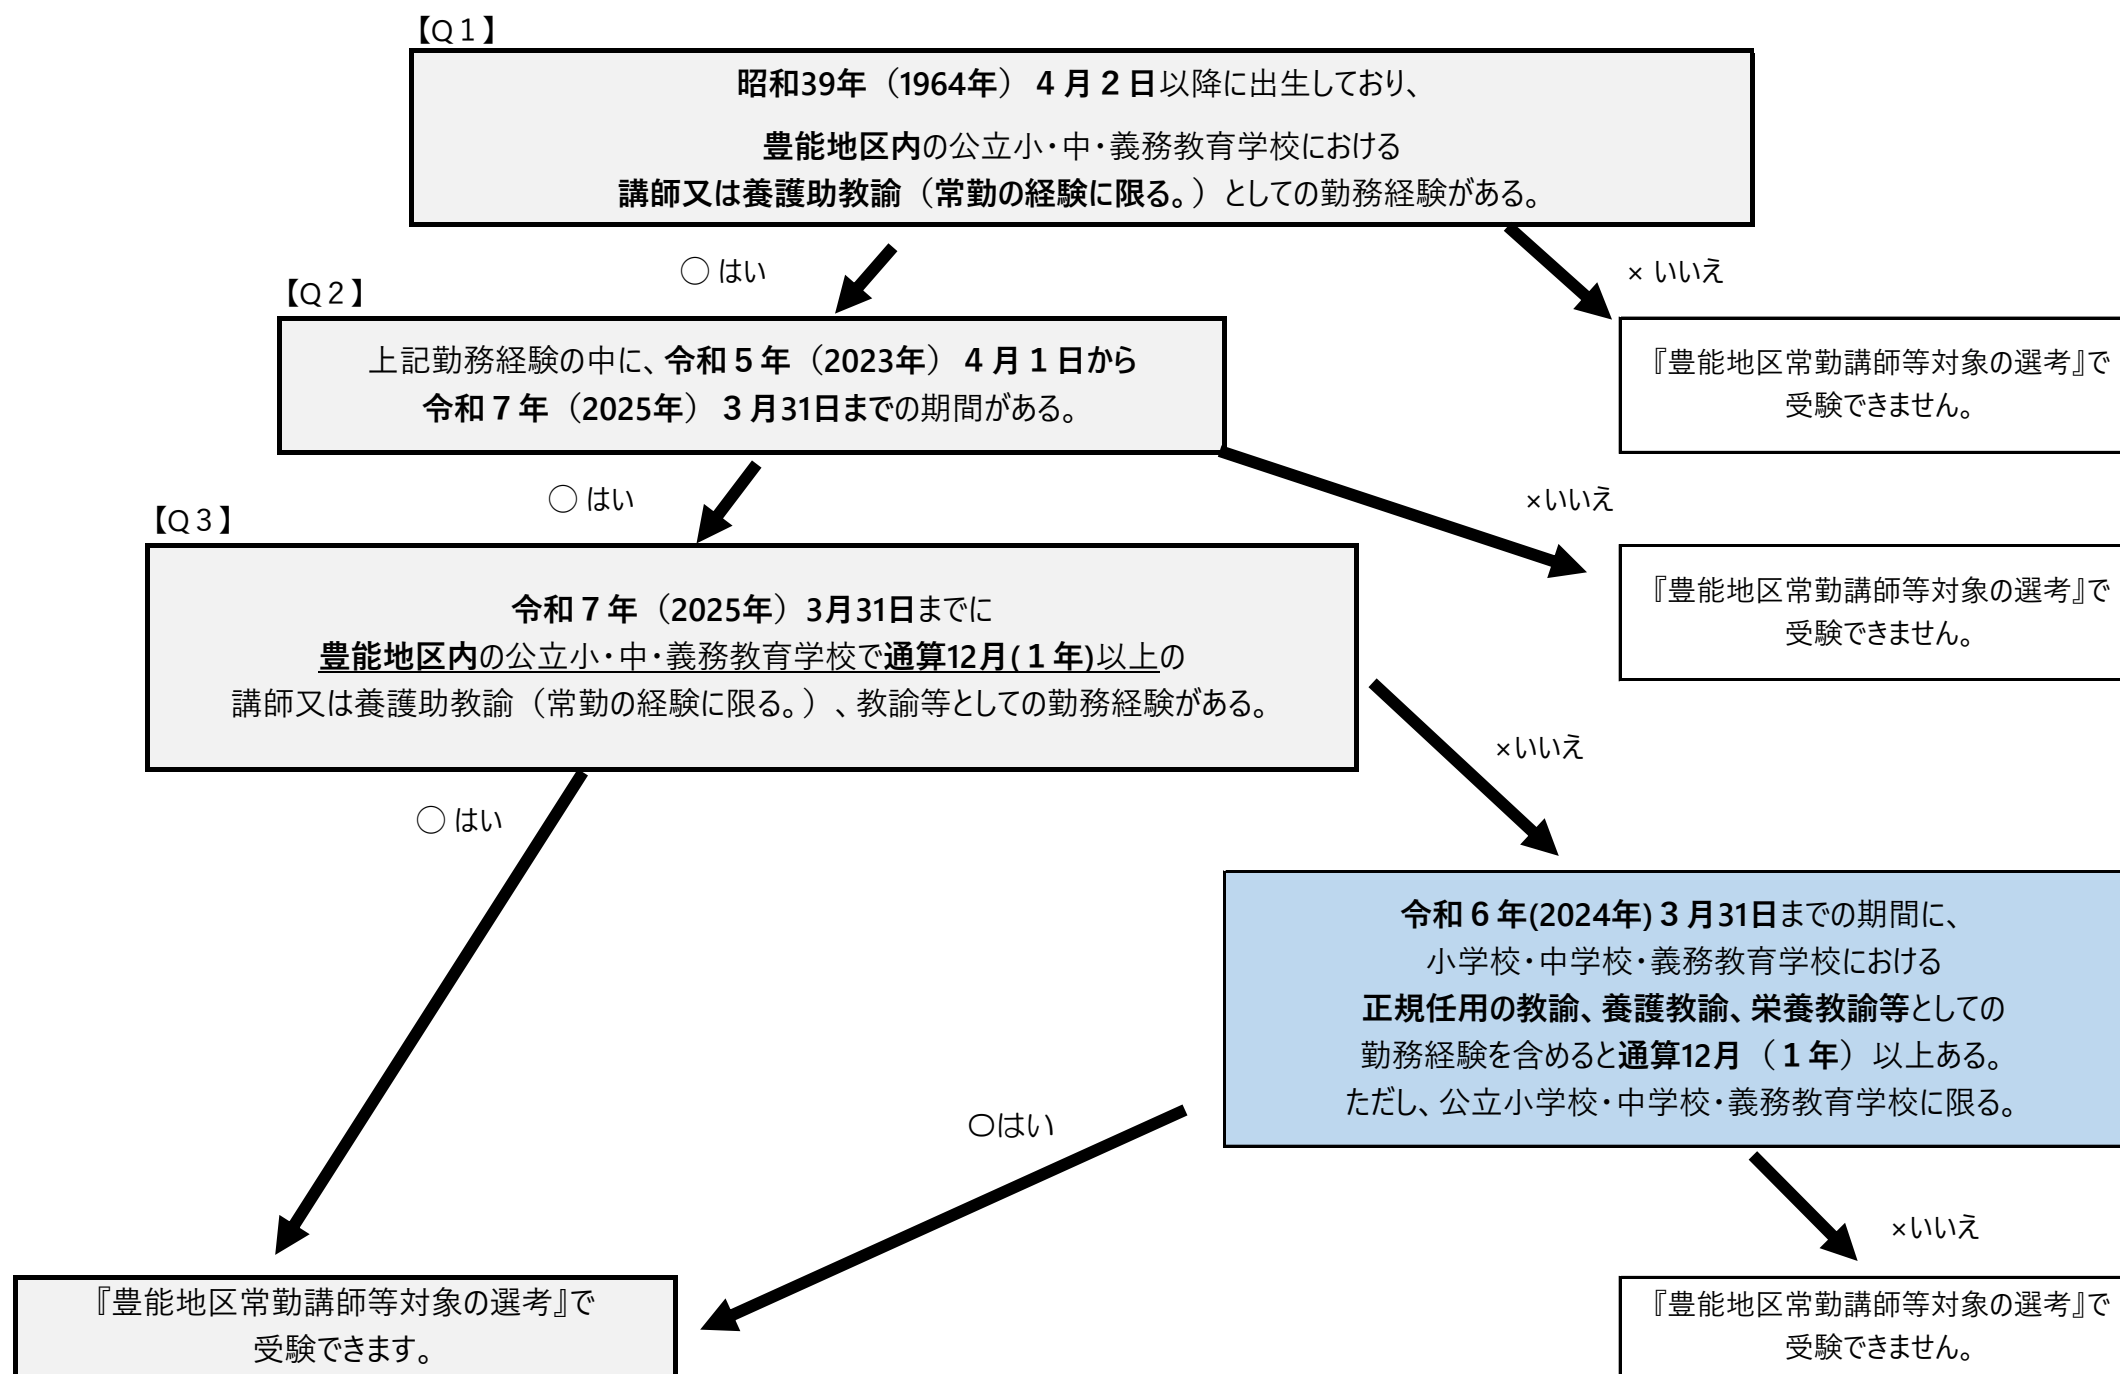 【Q１】
昭和39年（1964年）４月２日以降に出生しており、
豊能地区内の公立小・中・義務教育学校における
講師又は養護助教諭（常勤の経験に限る。）としての勤務経験がある。
〇 はい
× いいえ
【Q２】
上記勤務経験の中に、令和５年（2023年）４月１日から
令和７年（2025年）３月31日までの期間がある。
『豊能地区常勤講師等対象の選考』で
受験できません。
〇 はい
×いいえ
【Q３】
令和７年（2025年）3月31日までに
豊能地区内の公立小・中・義務教育学校で通算12月(１年)以上の
講師又は養護助教諭（常勤の経験に限る。）、教諭等としての勤務経験がある。
『豊能地区常勤講師等対象の選考』で
受験できません。
〇 はい
×いいえ
令和６年(2024年)３月31日までの期間に、
小学校・中学校・義務教育学校における
正規任用の教諭、養護教諭、栄養教諭等としての
勤務経験を含めると通算12月（１年）以上ある。
ただし、公立小学校・中学校・義務教育学校に限る。
〇はい
×いいえ
『豊能地区常勤講師等対象の選考』で
受験できます。
『豊能地区常勤講師等対象の選考』で
受験できません。